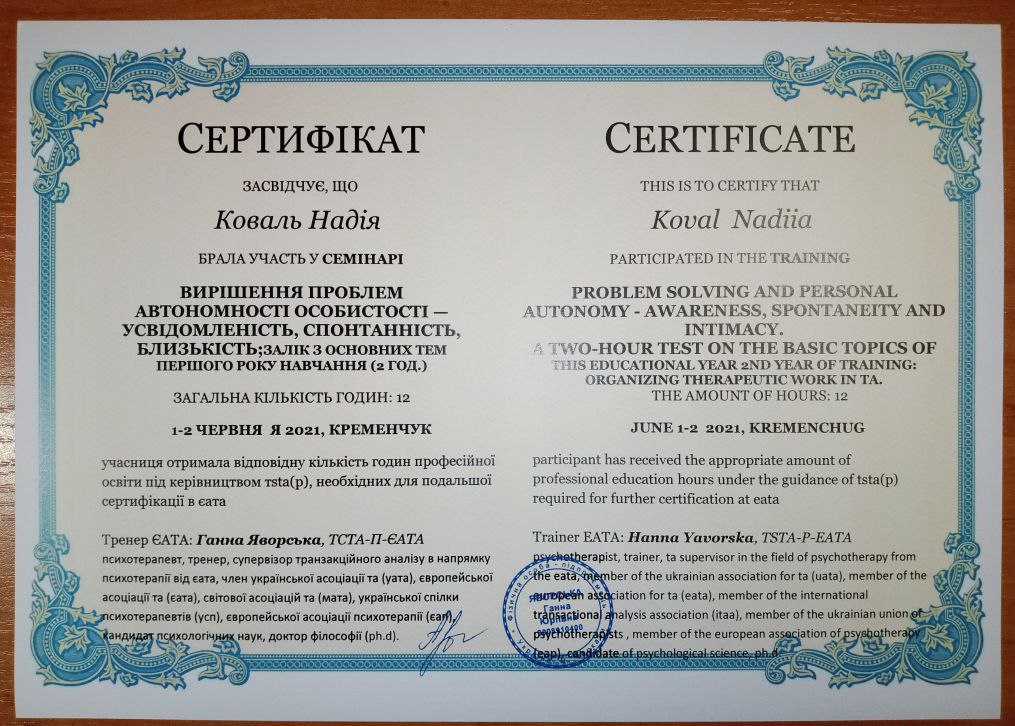 СЕРТИФІКАТ
ЗАСВІДЧУЄ, ЩО
Коваль Надія
БРАЛА УЧАСТЬ У СЕМІНАРІ
ВИРІШЕННЯ ПРОБЛЕМ
АВТОНОМНОСТІ ОСОБИСТОСТІ —
УСВІДОМЛЕНІСТЬ, СПОНТАННІСТЬ,
БЛИЗЬКІСТЬ;ЗАЛІК З ОСНОВНИХ ТЕМ
ПЕРШОГО РОКУ НАВЧАННЯ (2 ГОД.)
ЗАГАЛЬНА КІЛЬКІСТЬ ГОДИН: 12
1-2 ЧЕРВНЯ Я 2021, КРЕМЕНЧУК
учасниця отримала відповідну кількість годин професійної
освіти під керівництвом тsta(p), необхідних для подальшої
сертифікації в єата
Тренер ЄАТА: Ганна Яворська, ТСТА-П-ЄАТА
психотерапевт, тренер, супервізор транзакційного аналізу в напрямку
психотерапії від єата, член української асоціації та (уата), європейської
асоціації та (єата), світової асоціації та (мата), української спілки
психотерапевтів (усп), європейської асоціації психотерапії (єап),
кандидат психологічних наук, доктор філософії (ph.d).
CERTIFICATE
THIS IS TO CERTIFY THAT
Koval Nadiia
PARTICIPATED IN THE TRAINING
PROBLEM SOLVING AND PERSONAL
AUTONOMY - AWARENESS, SPONTANEITY AND
INTIMACY.
A TWO-HOUR TEST ON THE BASIC TOPICS OF
THIS EDUCATIONAL YEAR 2ND YEAR OF TRAINING:
ORGANIZING THERAPEUTIC WORK IN TA.
THE AMOUNT OF HOURS: 12
JUNE 1-2 2021, KREMENCHUG
participant has received the appropriate amount of
professional education hours under the guidance of tsta(p)
required for further certification at eata
Trainer EATA: Hanna Yavorska, TSTA-P-EATA
psychotherapist, trainer, ta supervisor in the field of psychotherapy from
the eata, member of the ukrainian association for ta (uata), member of the
european association for ta (eata), member of the international
transactional analysis association (itaa), member of the ukrainian union of
psychotherapists , member of the european association of psychotherapy
(eap), candidate of psychological science, ph.d
ЯВОРСЬКА
Ганна
Юріївна